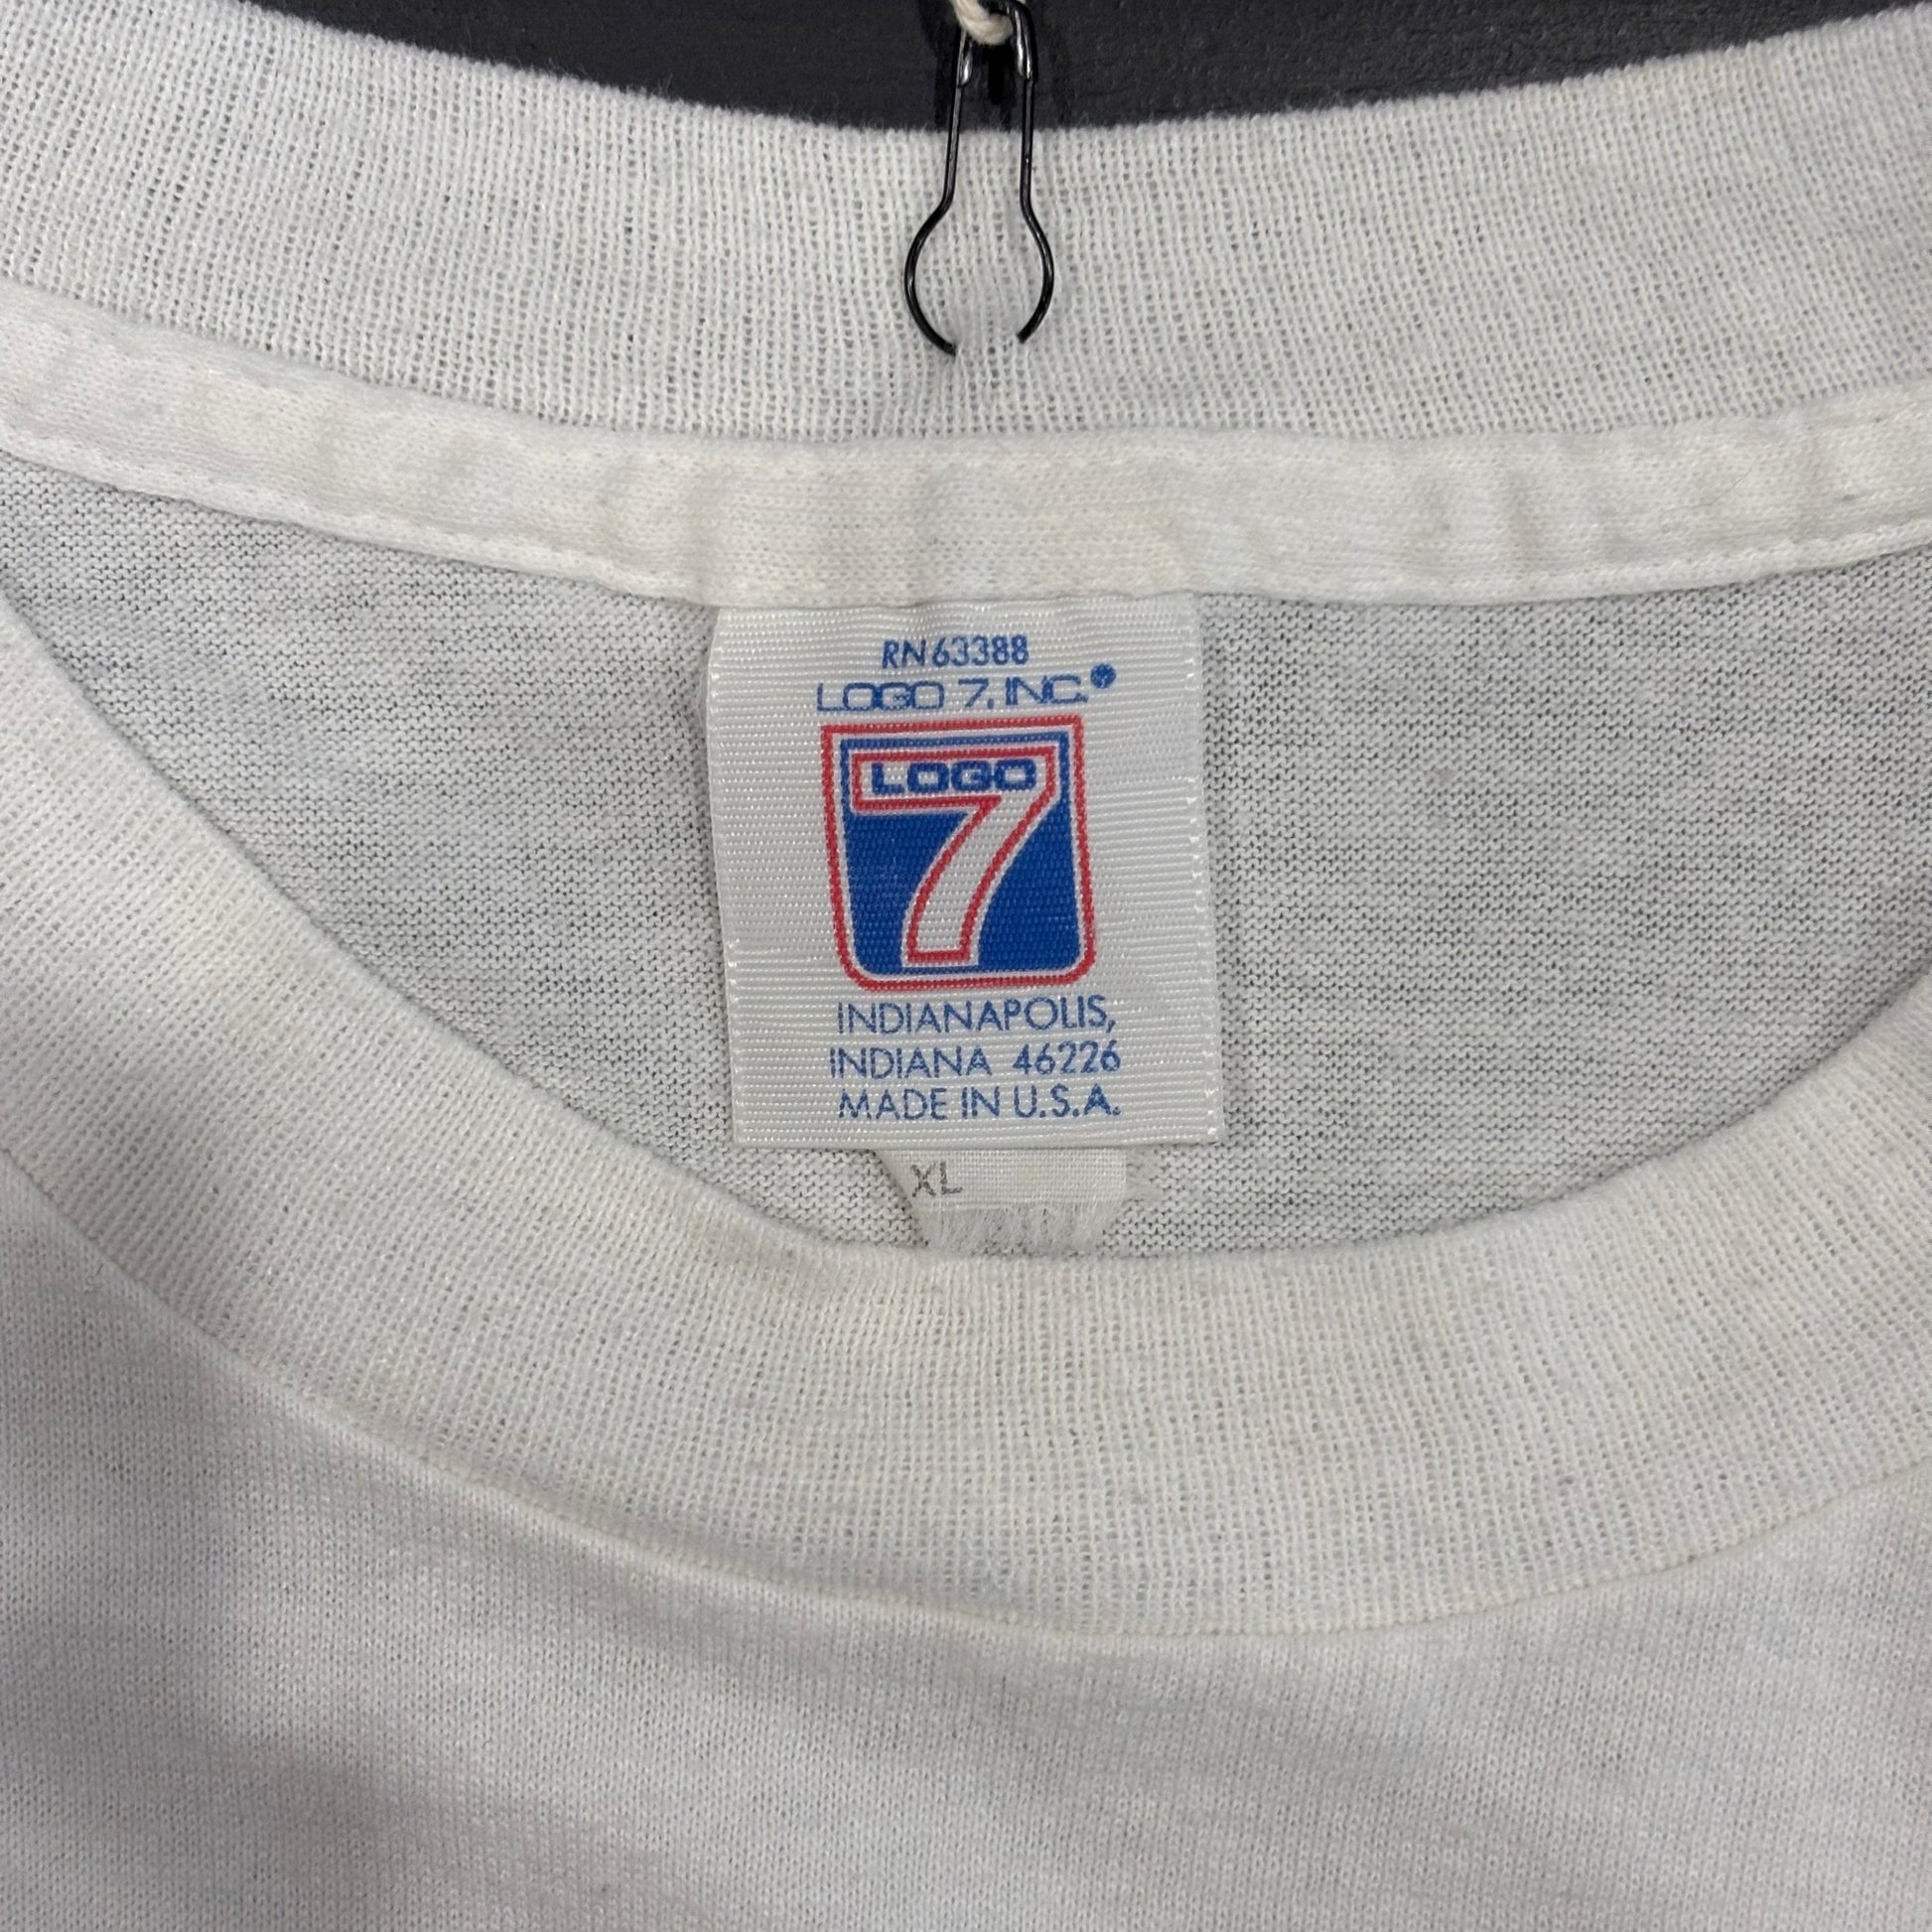 RN63388
LOGO 7, INC.®
LOGO
7
INDIANAPOLIS,
INDIANA 46226
MADE IN U.S.A.
XL